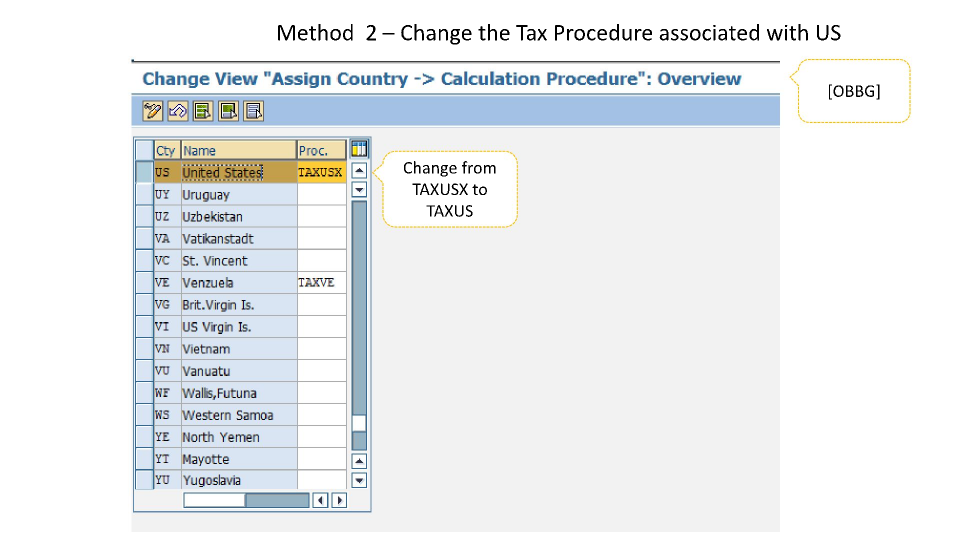 Method 2 – Change the Tax Procedure associated with US
Change View "Assign Country -> Calculation Procedure": Overview
[OBBG]
Cty Name Proc.
US United States TAXUSX
UY Uruguay
UZ Uzbekistan
VA Vatikanstadt
VC St. Vincent
VE Venzuela TAXVE
VG Brit.Virgin Is.
VI US Virgin Is.
VN Vietnam
VU Vanuatu
WF Wallis,Futuna
WS Western Samoa
YE North Yemen
YT Mayotte
YU Yugoslavia
Change from
TAXUSX to
TAXUS